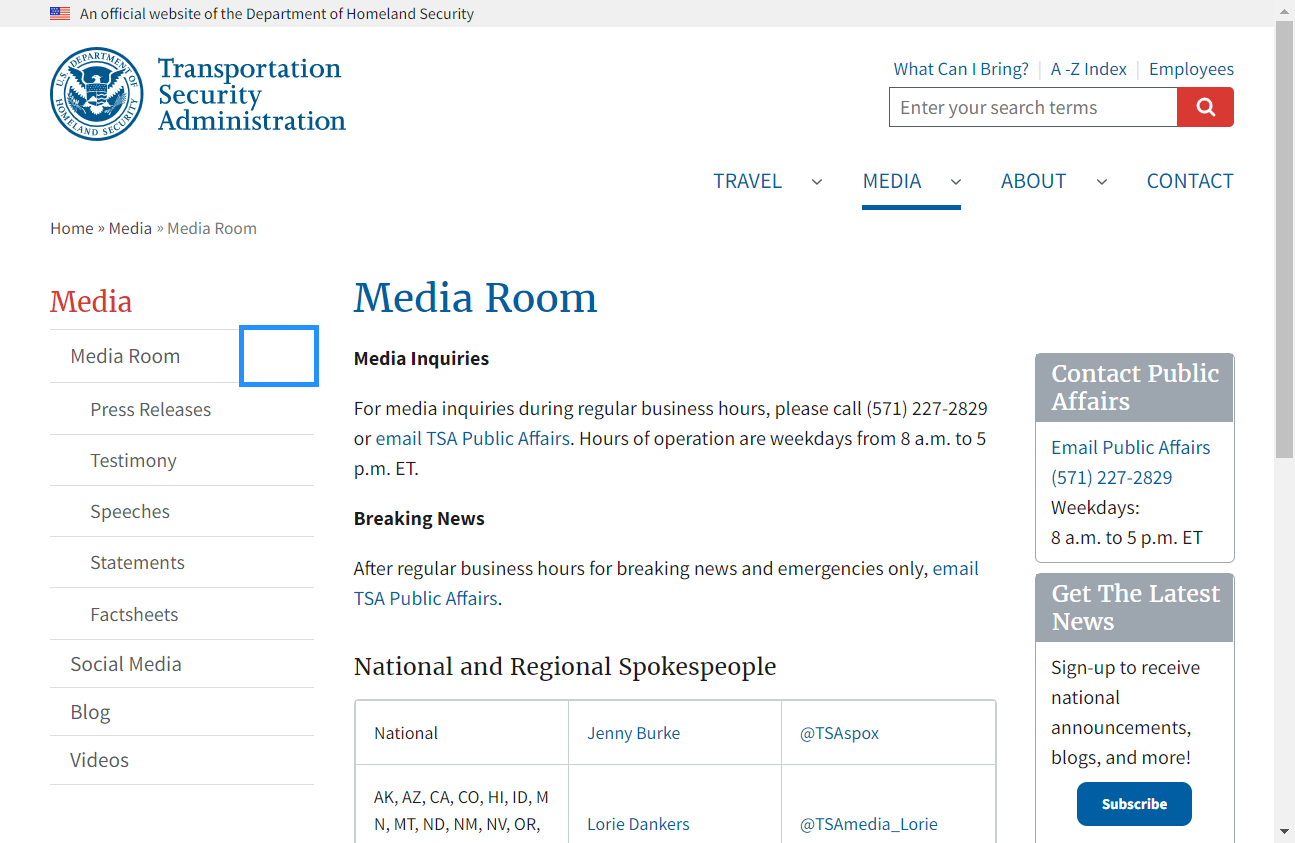 An official website of the Department of Homeland Security
U.S. DEPARTMENT OF HOMELAND SECURITY
Transportation
Security
Administration
What Can I Bring?
A -Z Index
Employees
Enter your search terms
TRAVEL
MEDIA
ABOUT
CONTACT
Home » Media » Media Room
Media
Media Room
Press Releases
Testimony
Speeches
Statements
Factsheets
Social Media
Blog
Videos
Media Room
Media Inquiries
For media inquiries during regular business hours, please call (571) 227-2829
or email TSA Public Affairs. Hours of operation are weekdays from 8 a.m. to 5
p.m. ET.
Breaking News
After regular business hours for breaking news and emergencies only, email
TSA Public Affairs.
National and Regional Spokespeople
National
Jenny Burke
@TSAspox
AK, AZ, CA, CO, HI, ID, M
N, MT, ND, NM, NV, OR,
Lorie Dankers
@TSAmedia_Lorie
Contact Public
Affairs
Email Public Affairs
(571) 227-2829
Weekdays:
8 a.m. to 5 p.m. ET
Get The Latest
News
Sign-up to receive
national
announcements,
blogs, and more!
Subscribe